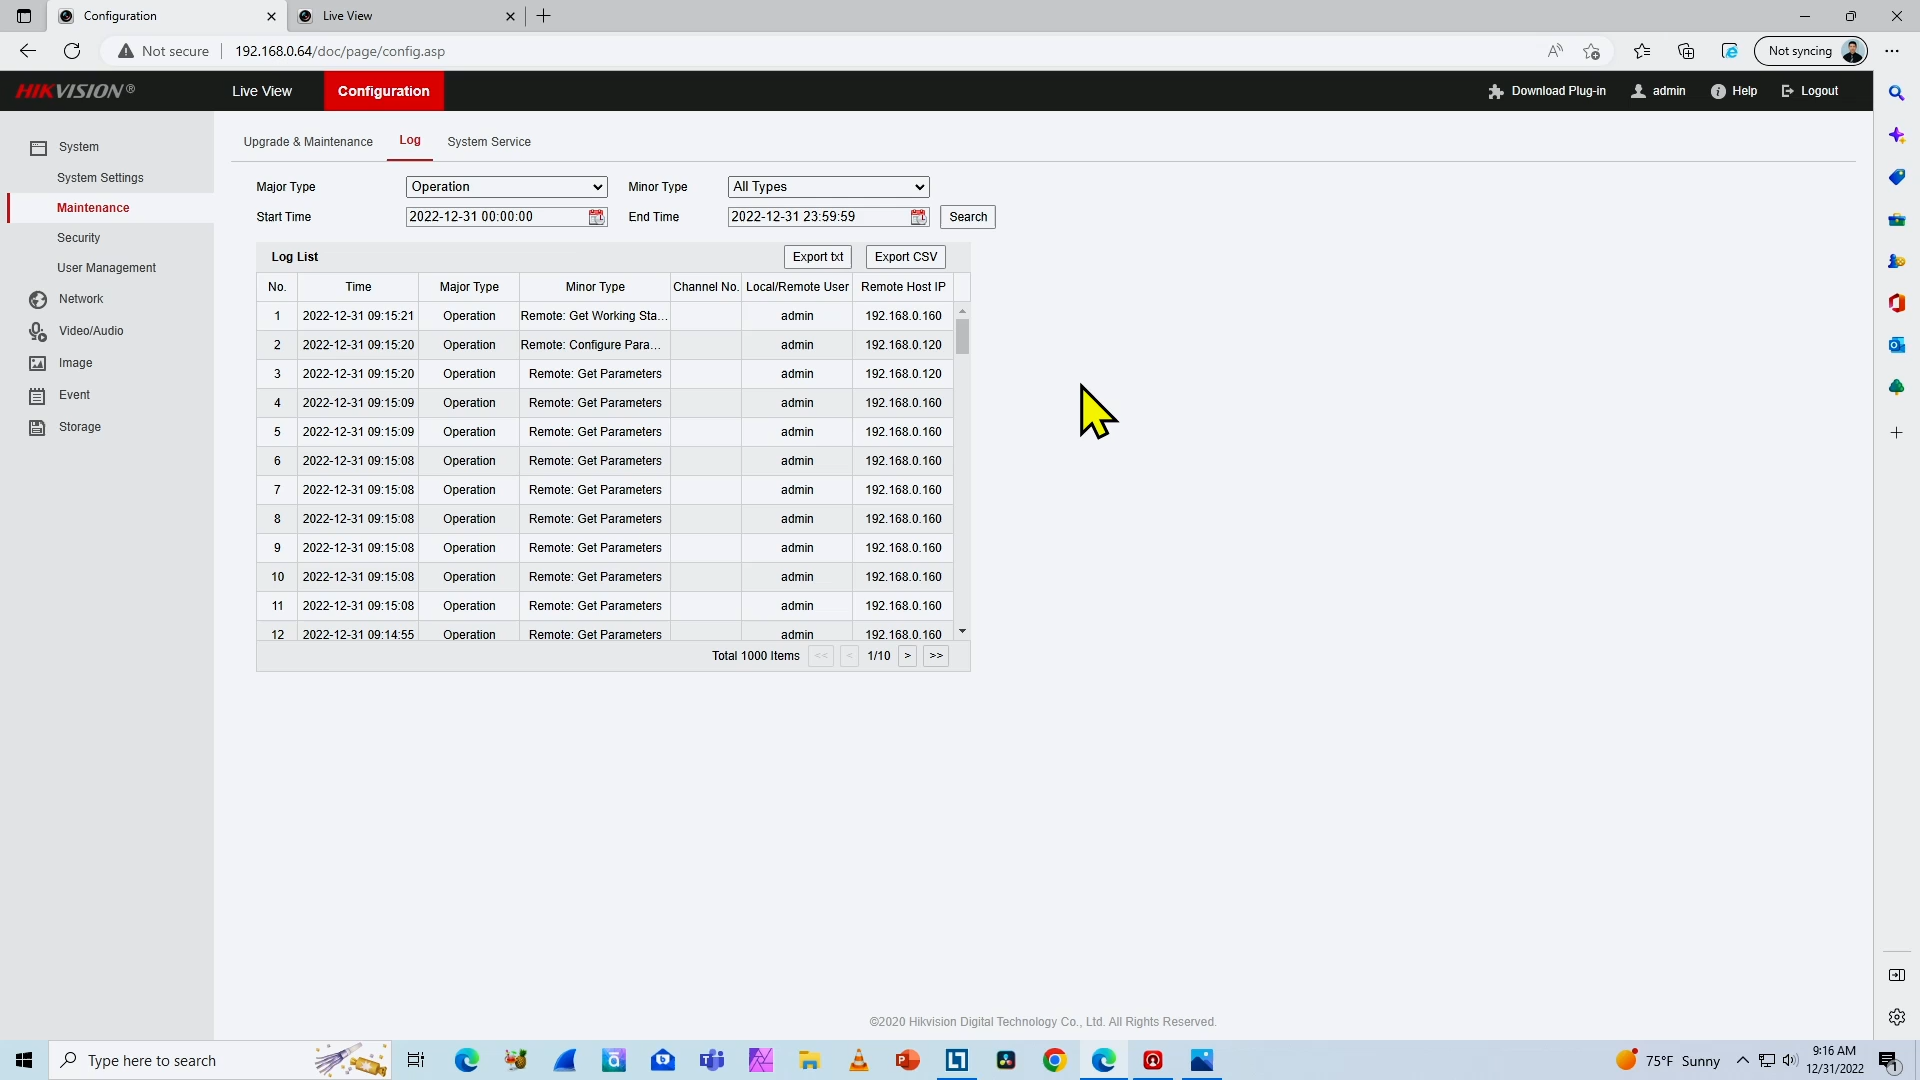 Configuration
Live View
Not secure
192.168.0.64/doc/page/config.asp
Not syncing
HIKVISION®
Live View
Configuration
Download Plug-in
admin
Help
Logout
System
System Settings
Maintenance
Security
User Management
Network
Video/Audio
Image
Event
Storage
Upgrade & Maintenance
Log
System Service
Major Type
Operation
Minor Type
All Types
Start Time
2022-12-31 00:00:00
End Time
2022-12-31 23:59:59
Search
Log List
Export txt
Export CSV
No. Time Major Type Minor Type Channel No. Local/Remote User Remote Host IP
1 2022-12-31 09:15:21 Operation Remote: Get Working Sta... admin 192.168.0.160
2 2022-12-31 09:15:20 Operation Remote: Configure Para... admin 192.168.0.120
3 2022-12-31 09:15:20 Operation Remote: Get Parameters admin 192.168.0.120
4 2022-12-31 09:15:09 Operation Remote: Get Parameters admin 192.168.0.160
5 2022-12-31 09:15:09 Operation Remote: Get Parameters admin 192.168.0.160
6 2022-12-31 09:15:08 Operation Remote: Get Parameters admin 192.168.0.160
7 2022-12-31 09:15:08 Operation Remote: Get Parameters admin 192.168.0.160
8 2022-12-31 09:15:08 Operation Remote: Get Parameters admin 192.168.0.160
9 2022-12-31 09:15:08 Operation Remote: Get Parameters admin 192.168.0.160
10 2022-12-31 09:15:08 Operation Remote: Get Parameters admin 192.168.0.160
11 2022-12-31 09:15:08 Operation Remote: Get Parameters admin 192.168.0.160
12 2022-12-31 09:14:55 Operation Remote: Get Parameters admin 192.168.0.160
Total 1000 Items << < 1/10 > >>
©2020 Hikvision Digital Technology Co., Ltd. All Rights Reserved.
Type here to search
75°F Sunny
9:16 AM
12/31/2022
1